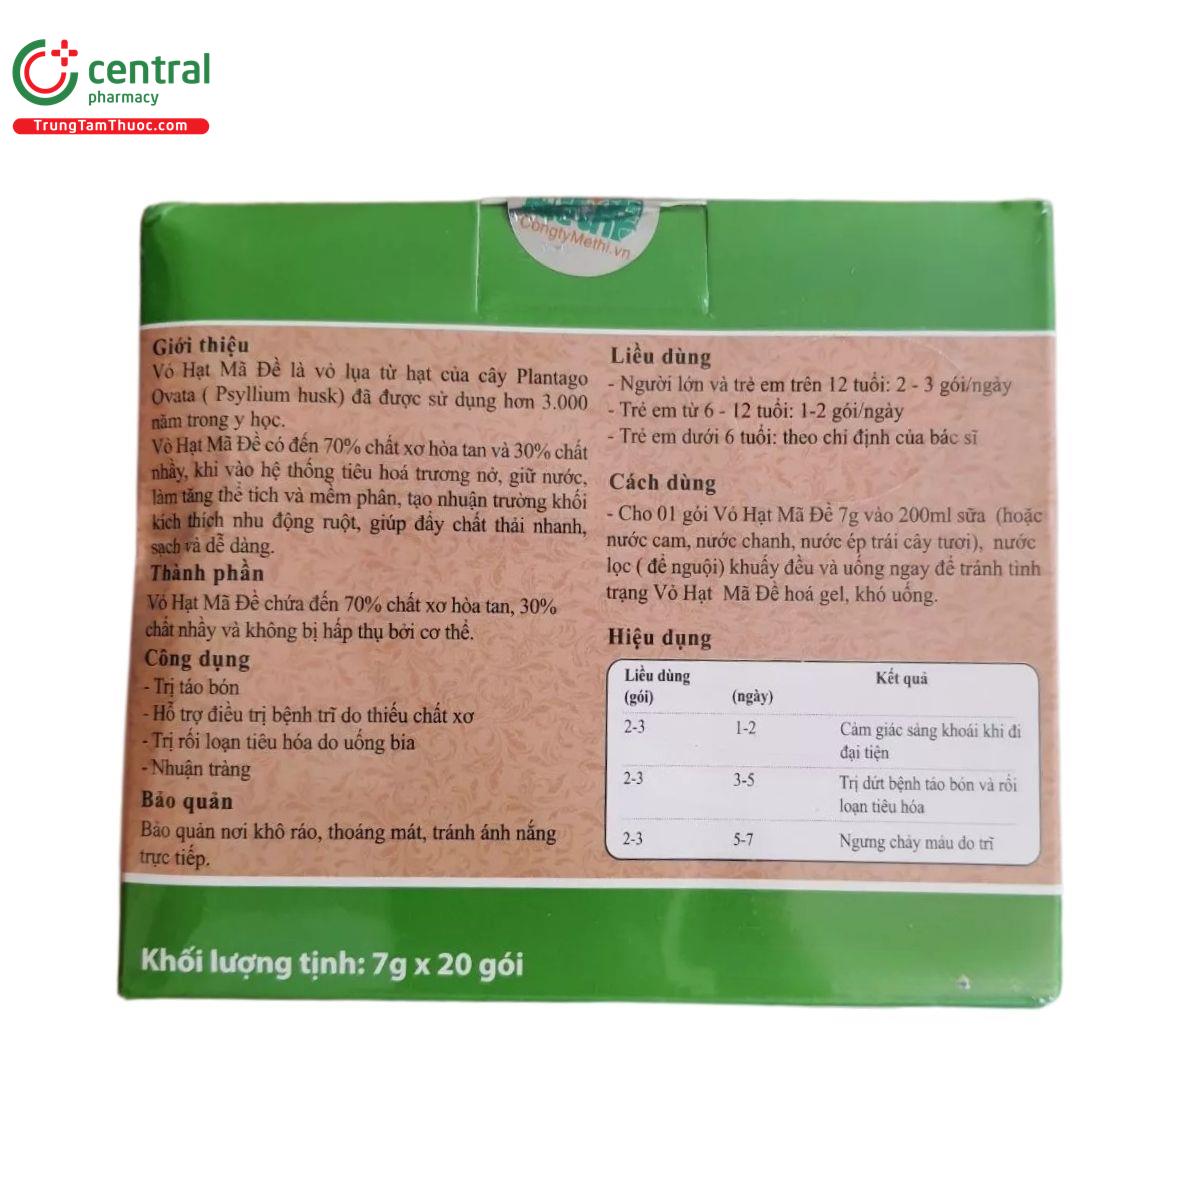 central
pharmacy
TrungTamThuoc.com
CongtyMethi.vn
Giới thiệu
Vỏ Hạt Mã Đề là vỏ lụa từ hạt của cây Plantago
Ovata ( Psyllium husk) đã được sử dụng hơn 3.000
năm trong y học.
Vỏ Hạt Mã Đề có đến 70% chất xơ hòa tan và 30% chất
nhầy, khi vào hệ thống tiêu hoá trương nở, giữ nước,
làm tăng thể tích và mềm phân, tạo nhuận trường khối
kích thích nhu động ruột, giúp đẩy chất thải nhanh,
sạch và dễ dàng.
Thành phần
Vỏ Hạt Mã Đề chứa đến 70% chất xơ hòa tan, 30%
chất nhầy và không bị hấp thụ bởi cơ thể.
Công dụng
- Trị táo bón
- Hỗ trợ điều trị bệnh trĩ do thiếu chất xơ
- Trị rối loạn tiêu hóa do uống bia
- Nhuận tràng
Bảo quản
Bảo quản nơi khô ráo, thoáng mát, tránh ánh nắng
trực tiếp.
Liều dùng
- Người lớn và trẻ em trên 12 tuổi: 2 - 3 gói/ngày
- Trẻ em từ 6 - 12 tuổi: 1-2 gói/ngày
- Trẻ em dưới 6 tuổi: theo chỉ định của bác sĩ
Cách dùng
- Cho 01 gói Vỏ Hạt Mã Đề 7g vào 200ml sữa (hoặc
nước cam, nước chanh, nước ép trái cây tươi), nước
lọc ( để nguội) khuấy đều và uống ngay để tránh tình
trạng Vỏ Hạt Mã Đề hoá gel, khó uống.
Hiệu dụng
Liều dùng Kết quả
(gói) (ngày)
2-3 1-2 Cảm giác sảng khoái khi đi
đại tiện
2-3 3-5 Trị dứt bệnh táo bón và rối
loạn tiêu hóa
2-3 5-7 Ngưng chảy máu do trĩ
Khối lượng tịnh: 7g x 20 gói